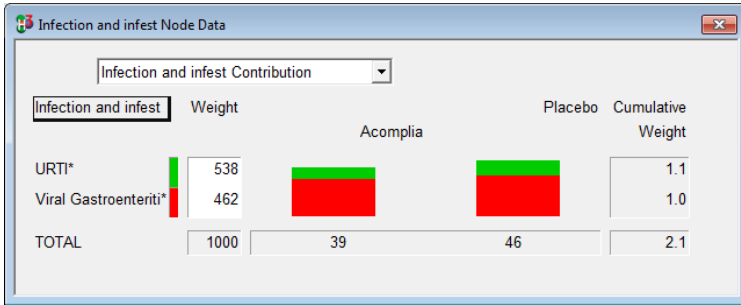 Infection and infest Node Data
Infection and infest Contribution
Infection and infest Weight Placebo Cumulative
Acomplia Weight
URTI* 538 1.1
Viral Gastroenteriti* 462 1.0
TOTAL 1000 39 46 2.1